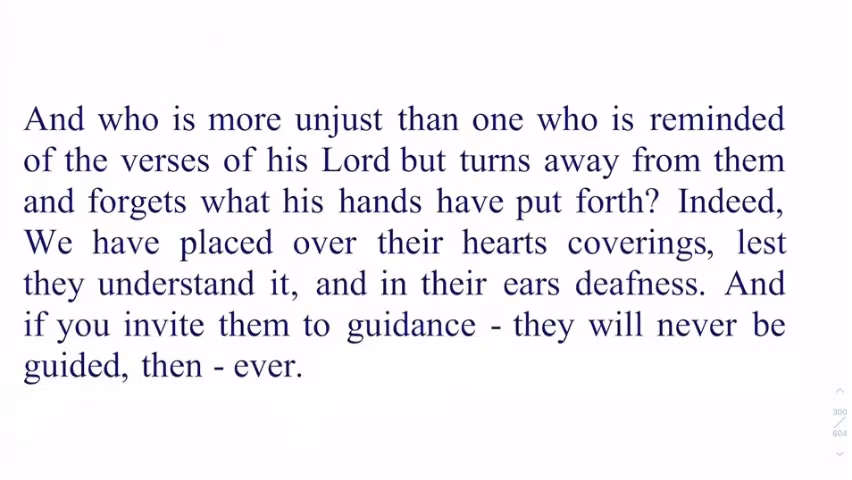 And who is more unjust than one who is reminded
of the verses of his Lord but turns away from them
and forgets what his hands have put forth? Indeed,
We have placed over their hearts coverings, lest
they understand it, and in their ears deafness. And
if you invite them to guidance - they will never be
guided, then - ever.
300
/
604